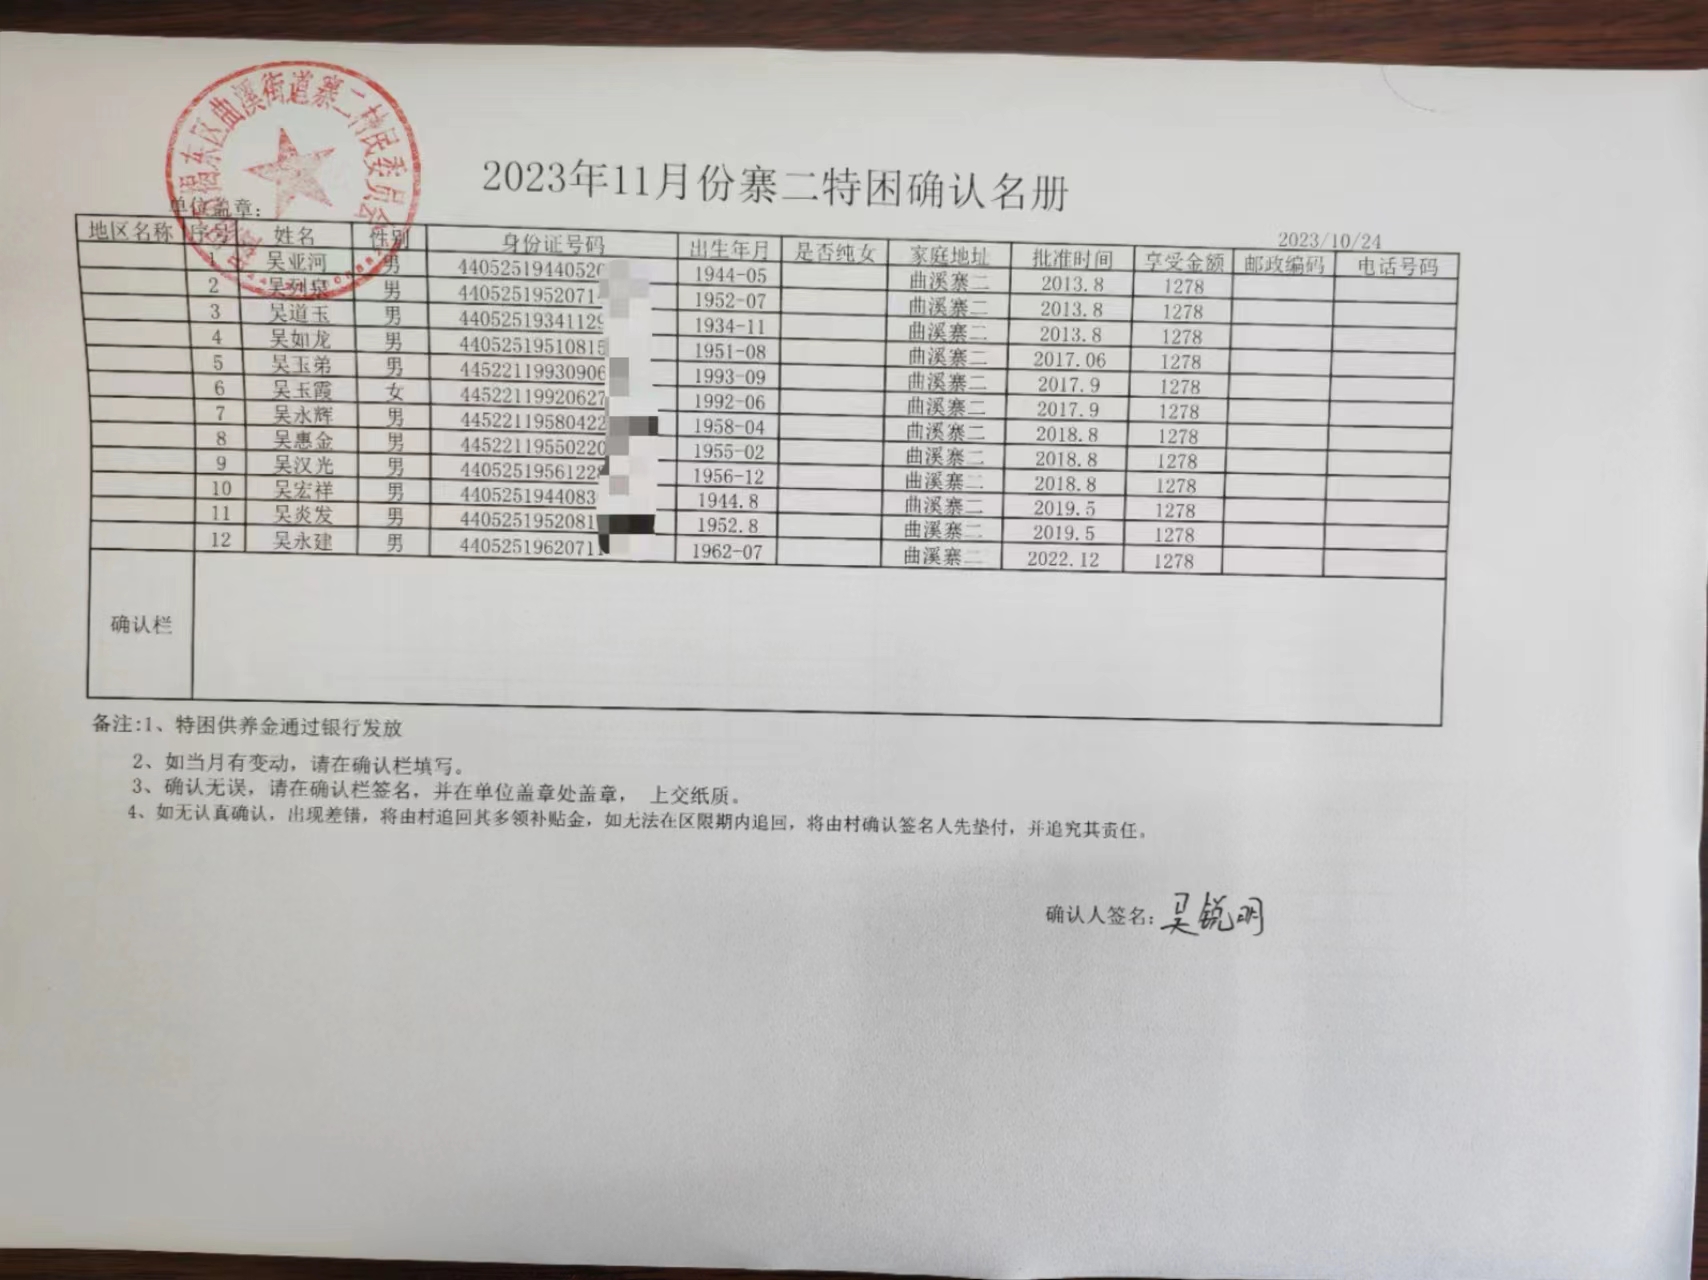 揭东区曲溪街道寨二村民委员会
2023年11月份寨二特困确认名册
单位盖章:
2023/10/24
地区名称 序号 姓名 性别 身份证号码 出生年月 是否纯女 家庭地址 批准时间 享受金额 邮政编码 电话号码
1 吴亚河 男 44052519440520 1944-05 曲溪寨二 2013.8 1278
2 吴列泉 男 4405251952071 1952-07 曲溪寨二 2013.8 1278
3 吴道玉 男 44052519341129 1934-11 曲溪寨二 2013.8 1278
4 吴如龙 男 44052519510815 1951-08 曲溪寨二 2017.06 1278
5 吴玉弟 男 44522119930906 1993-09 曲溪寨二 2017.9 1278
6 吴玉霞 女 44522119920627 1992-06 曲溪寨二 2017.9 1278
7 吴永辉 男 44522119580422 1958-04 曲溪寨二 2018.8 1278
8 吴惠金 男 44522119550220 1955-02 曲溪寨二 2018.8 1278
9 吴汉光 男 44052519561228 1956-12 曲溪寨二 2018.8 1278
10 吴宏祥 男 4405251944083 1944.8 曲溪寨二 2019.5 1278
11 吴炎发 男 4405251952081 1952.8 曲溪寨二 2019.5 1278
12 吴永建 男 44052519620711 1962-07 曲溪寨二 2022.12 1278
确认栏
备注:1、特困供养金通过银行发放
2、如当月有变动，请在确认栏填写。
3、确认无误，请在确认栏签名，并在单位盖章处盖章， 上交纸质。
4、如无认真确认，出现差错，将由村追回其多领补贴金，如无法在区限期内追回，将由村确认签名人先垫付，并追究其责任。
确认人签名: 吴锐明